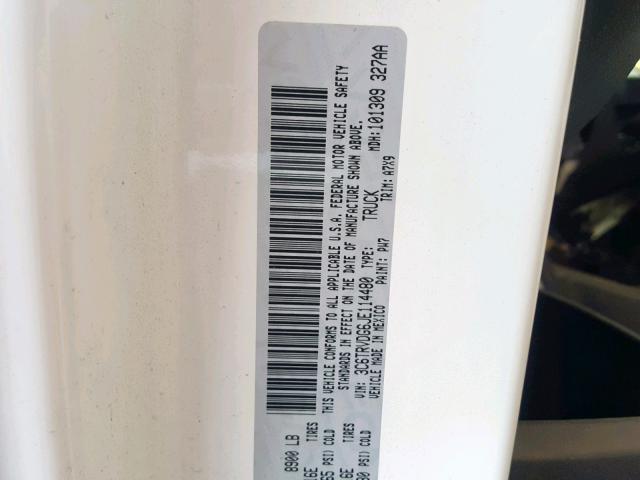 8900 LB
TIRES
PSI) COLD
THIS VEHICLE CONFORMS TO ALL APPLICABLE U.S.A. FEDERAL MOTOR VEHICLE SAFETY
STANDARDS IN EFFECT ON THE DATE OF MANUFACTURE SHOWN ABOVE.
TIRES
PSI) COLD
VIN: 3C6TRVDG6JE114480 TYPE: TRUCK MDH:101309 327AA
VEHICLE MADE IN MEXICO PAINT: PW7 TRIM: A7X9